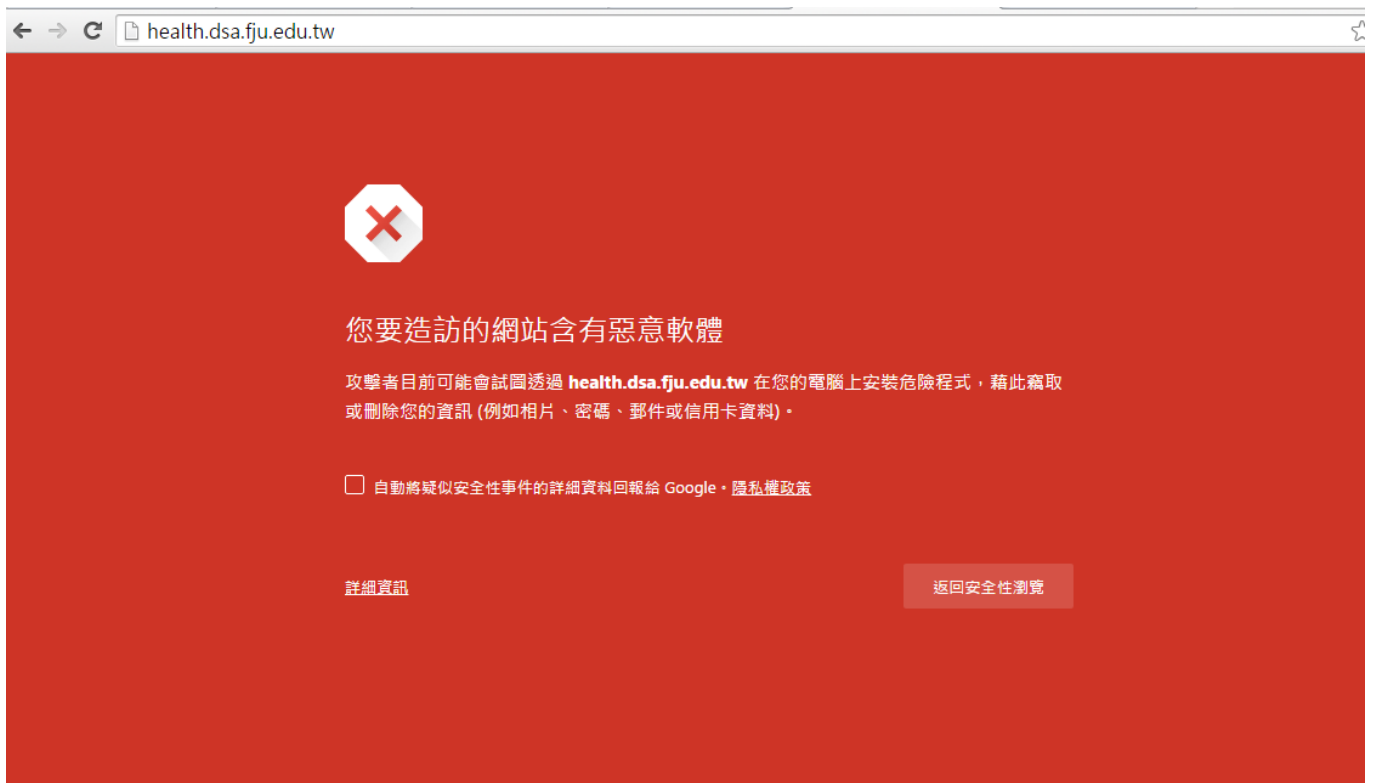 health.dsa.fju.edu.tw
您要造訪的網站含有惡意軟體
攻擊者目前可能會試圖透過 health.dsa.fju.edu.tw 在您的電腦上安裝危險程式，藉此竊取
或刪除您的資訊 (例如相片、密碼、郵件或信用卡資料)。
自動將疑似安全性事件的詳細資料回報給 Google。隱私權政策
詳細資訊
返回安全性瀏覽